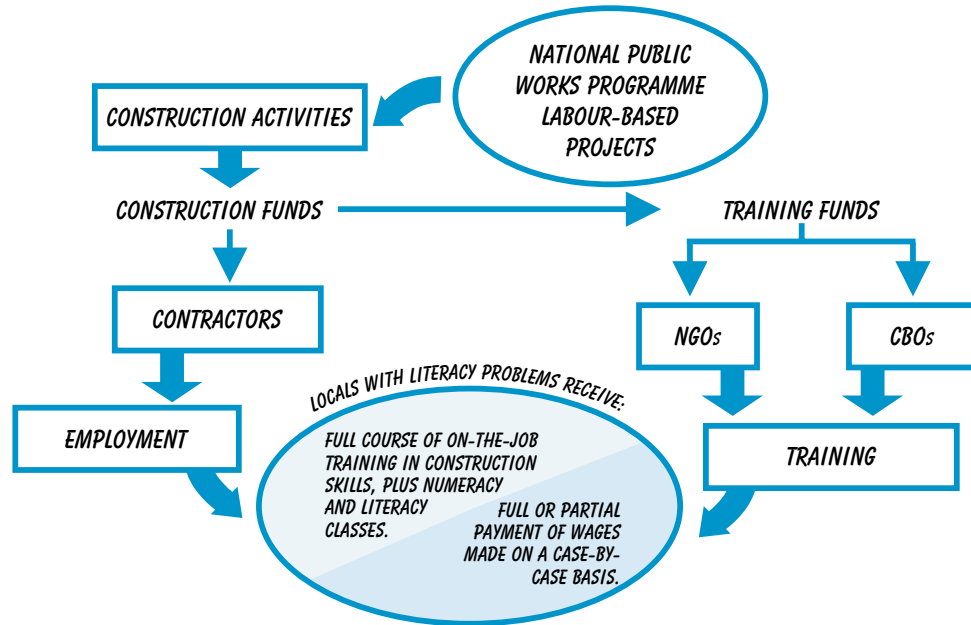 NATIONAL PUBLIC
WORKS PROGRAMME
LABOUR-BASED
PROJECTS
CONSTRUCTION ACTIVITIES
CONSTRUCTION FUNDS
TRAINING FUNDS
CONTRACTORS
NGOs
CBOs
EMPLOYMENT
TRAINING
LOCALS WITH LITERACY PROBLEMS RECEIVE:
FULL COURSE OF ON-THE-JOB
TRAINING IN CONSTRUCTION
SKILLS, PLUS NUMERACY
AND LITERACY
CLASSES.
FULL OR PARTIAL
PAYMENT OF WAGES
MADE ON A CASE-BY-
CASE BASIS.